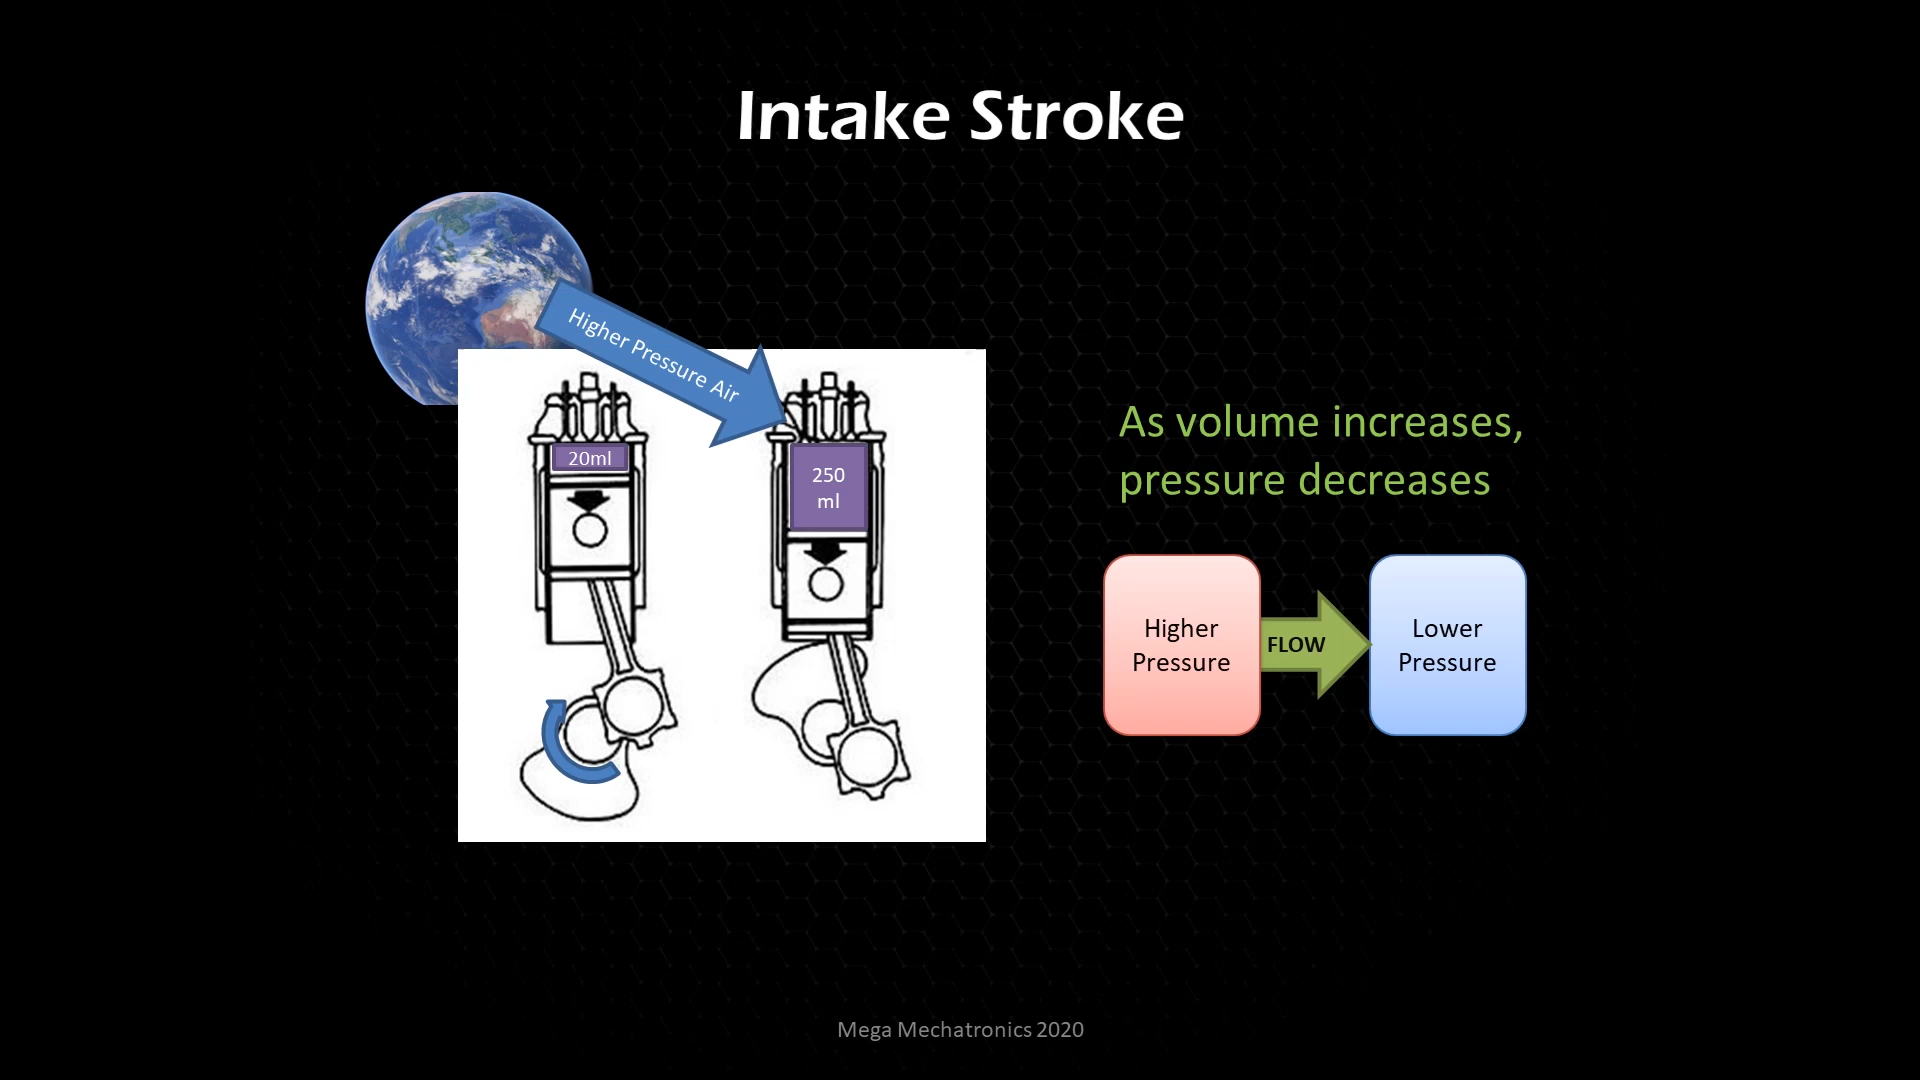 Intake Stroke
Higher Pressure Air
20ml
250
ml
As volume increases,
pressure decreases
Higher
Pressure
FLOW
Lower
Pressure
Mega Mechatronics 2020